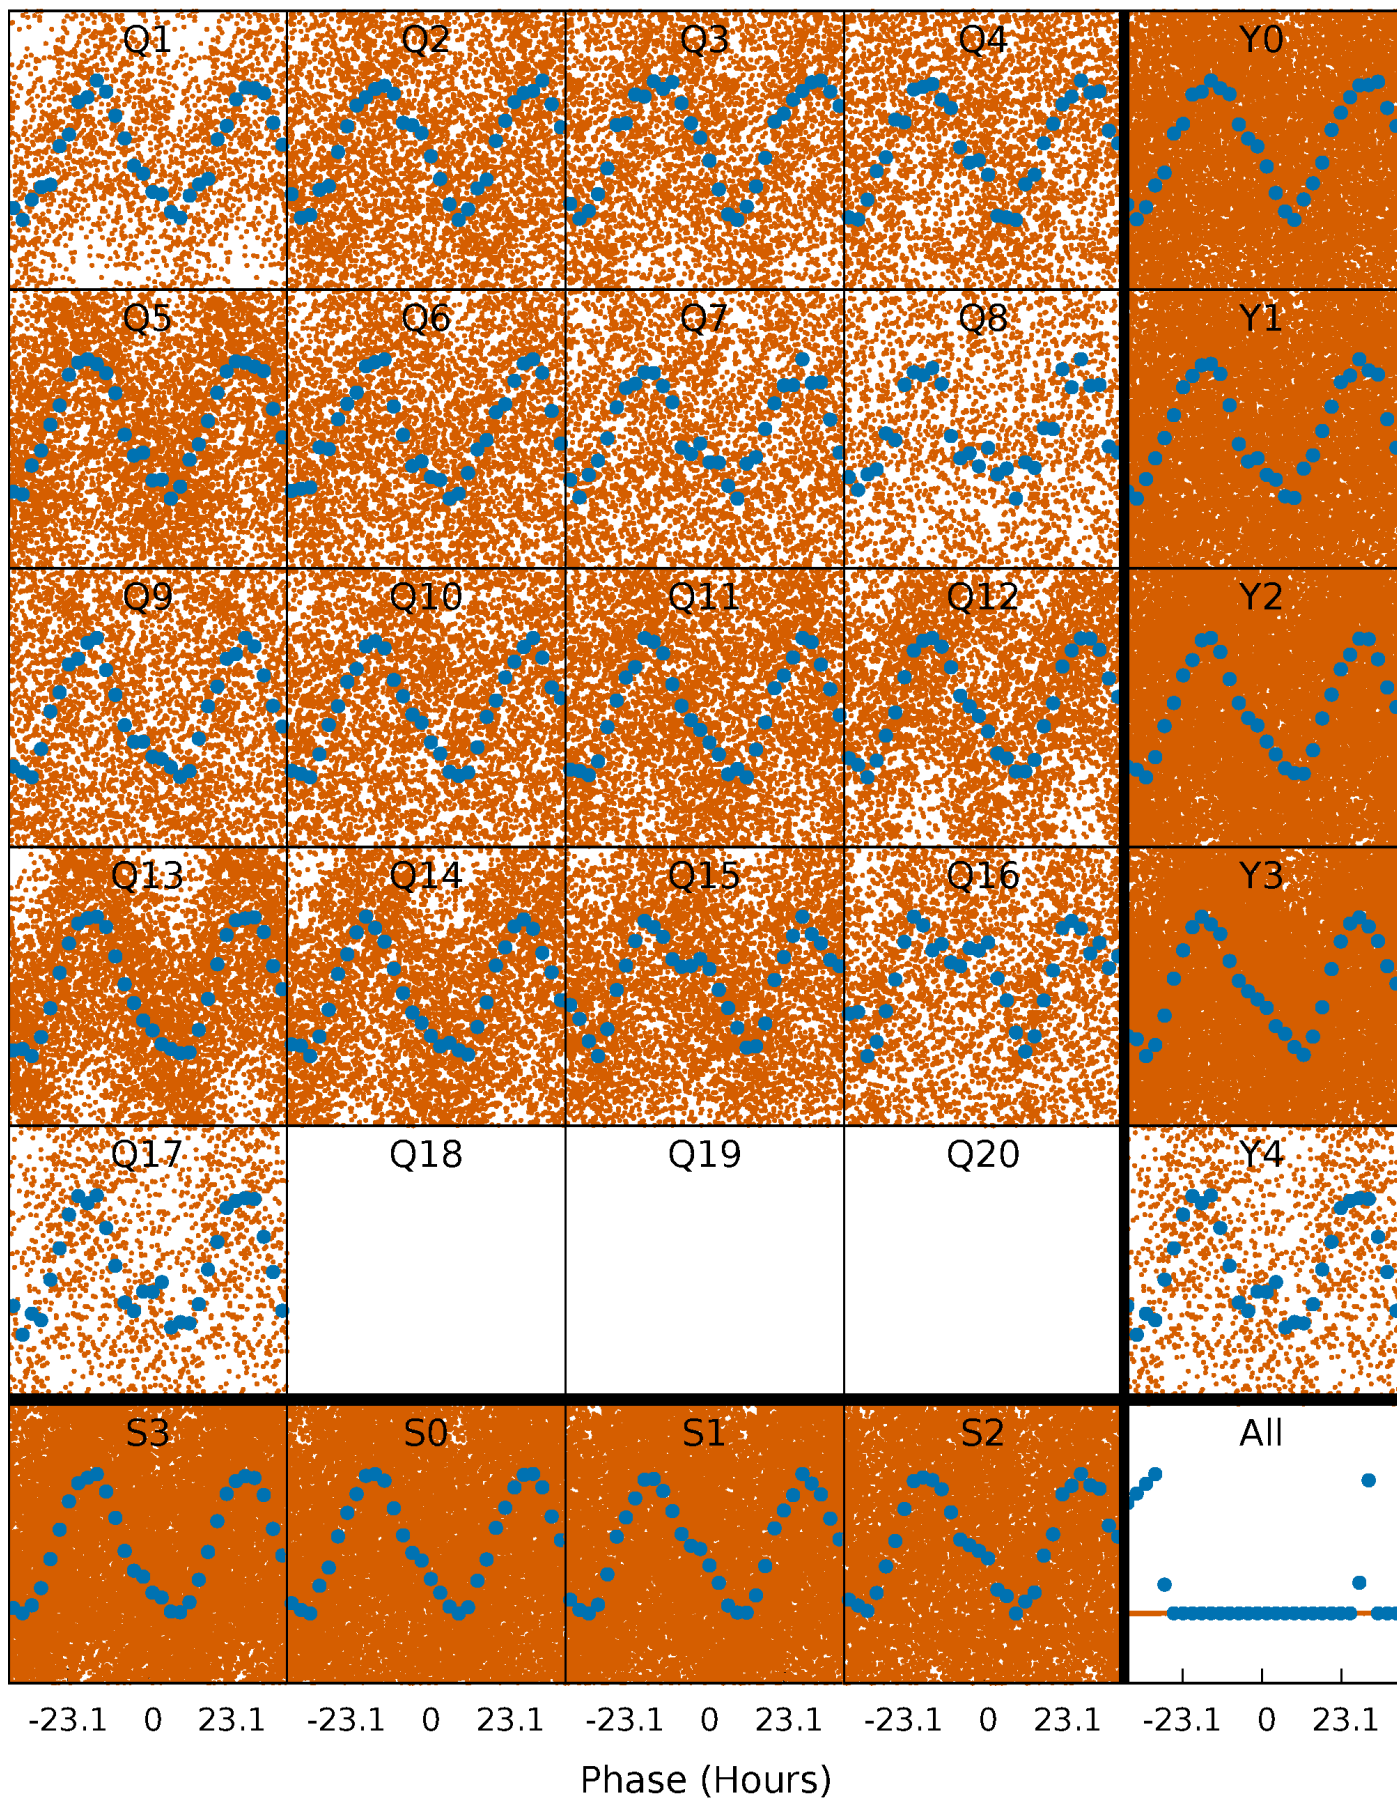 Q1 Q2 Q3 Q4 Y0
Q5 Q6 Q7 Q8 Y1
Q9 Q10 Q11 Q12 Y2
Q13 Q14 Q15 Q16 Y3
Q17 Q18 Q19 Q20 Y4
S3 S0 S1 S2 All
-23.1 0 23.1 -23.1 0 23.1 -23.1 0 23.1 -23.1 0 23.1 -23.1 0 23.1
Phase (Hours)